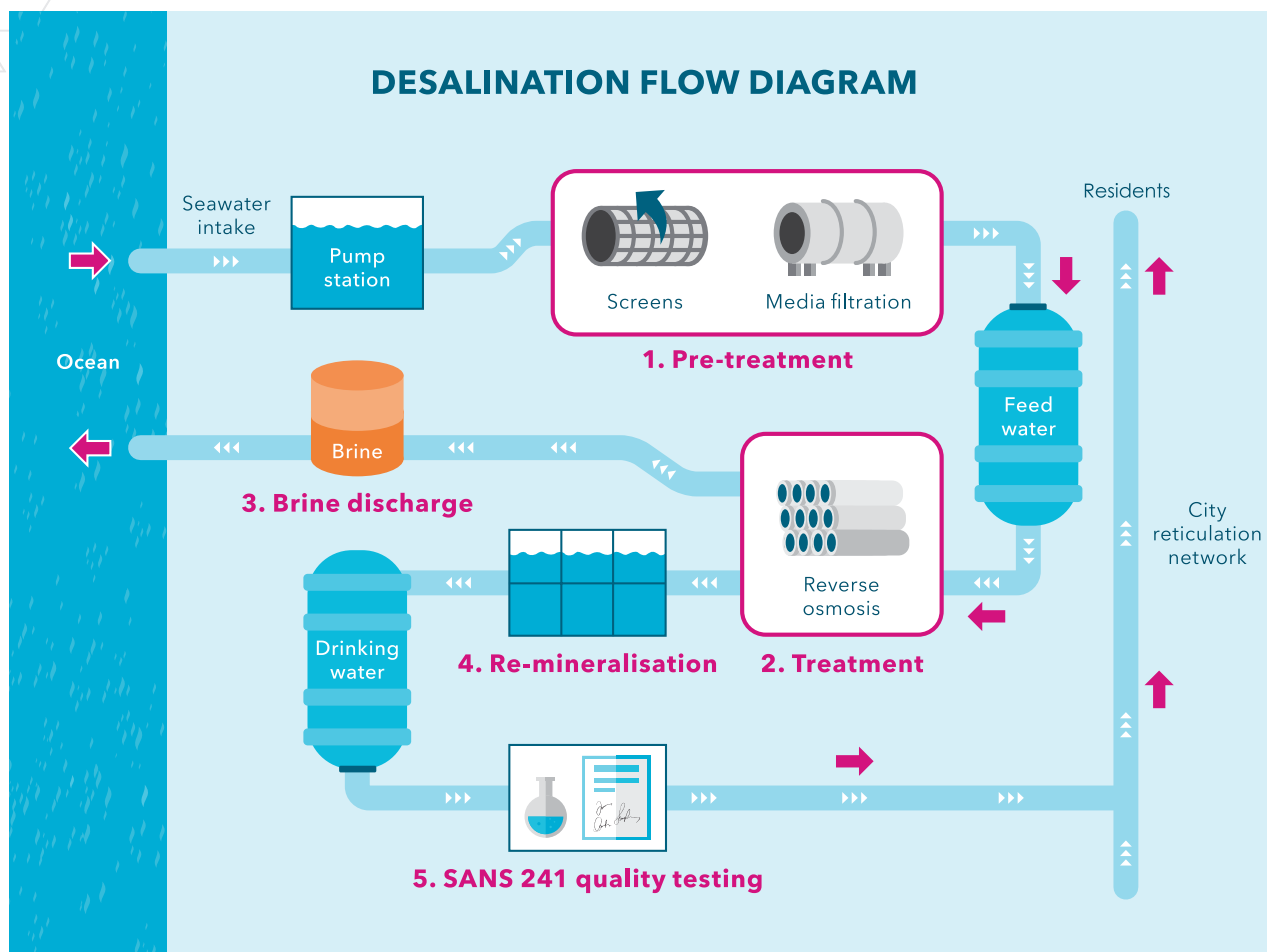 DESALINATION FLOW DIAGRAM
Seawater
intake
Pump
station
Screens
Media filtration
1. Pre-treatment
Residents
Ocean
Feed
water
Brine
3. Brine discharge
City
reticulation
network
Reverse
osmosis
2. Treatment
4. Re-mineralisation
Drinking
water
5. SANS 241 quality testing